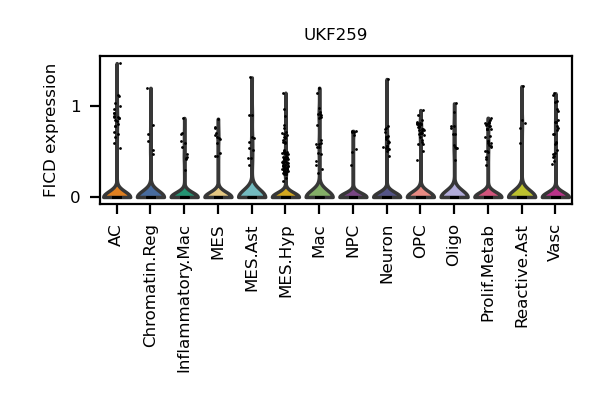 UKF259
FICD expression
1
0
AC
Chromatin.Reg
Inflammatory.Mac
MES
MES.Ast
MES.Hyp
Mac
NPC
Neuron
OPC
Oligo
Prolif.Metab
Reactive.Ast
Vasc